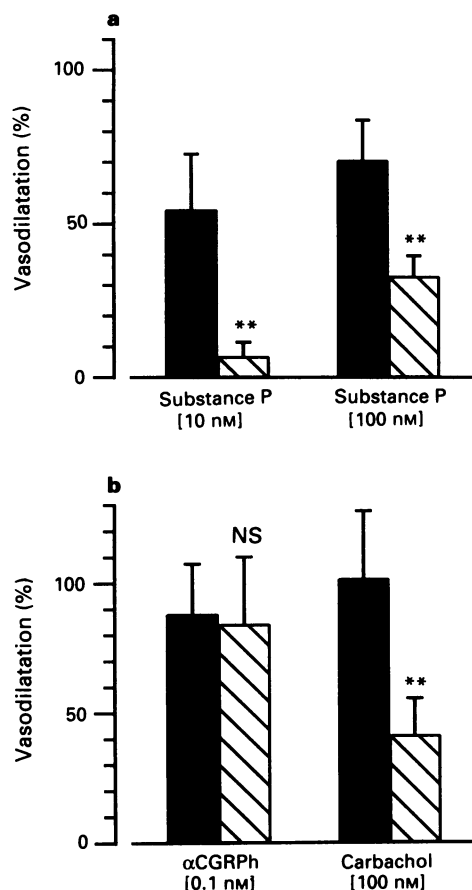 a
100
Vasodilatation (%)
50
**
**
0
Substance P Substance P
[10 nM] [100 nM]
b
NS
100
Vasodilatation (%)
**
50
0
αCGRPh Carbachol
[0.1 nM] [100 nM]